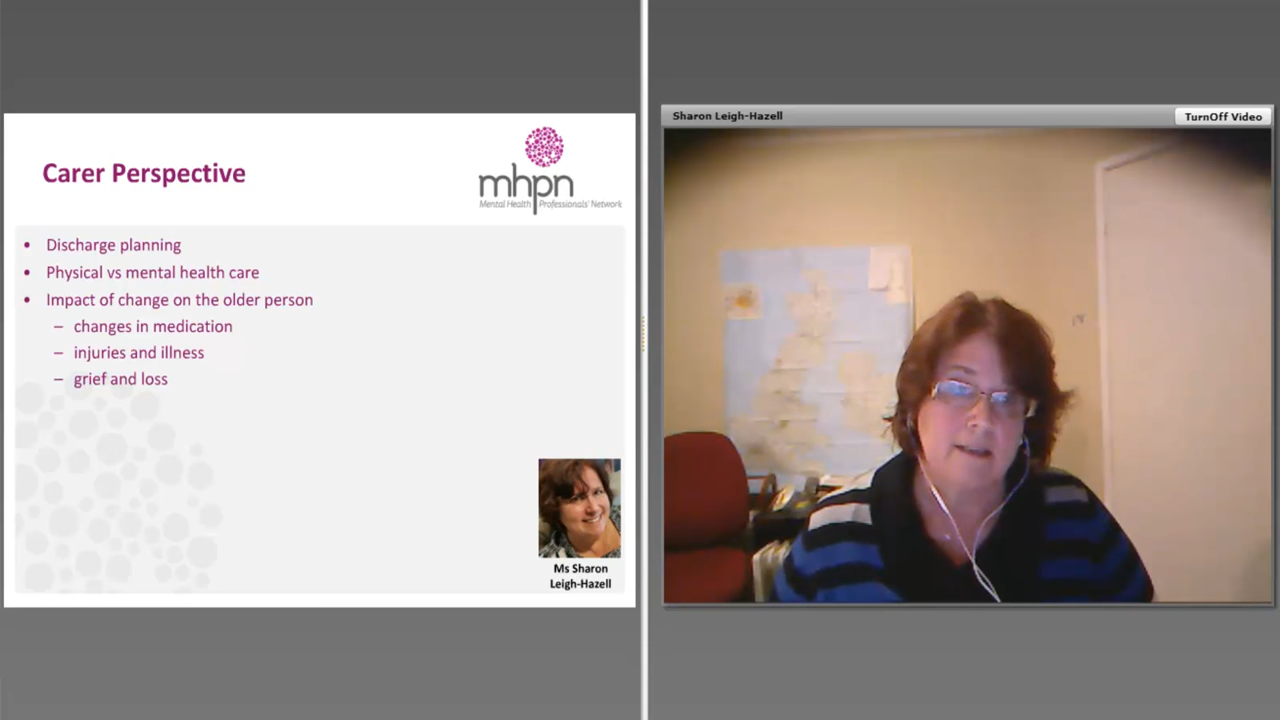 Carer Perspective
mhpn
Mental Health Professionals' Network
• Discharge planning
• Physical vs mental health care
• Impact of change on the older person
– changes in medication
– injuries and illness
– grief and loss
Ms Sharon
Leigh-Hazell
Sharon Leigh-Hazell
TurnOff Video